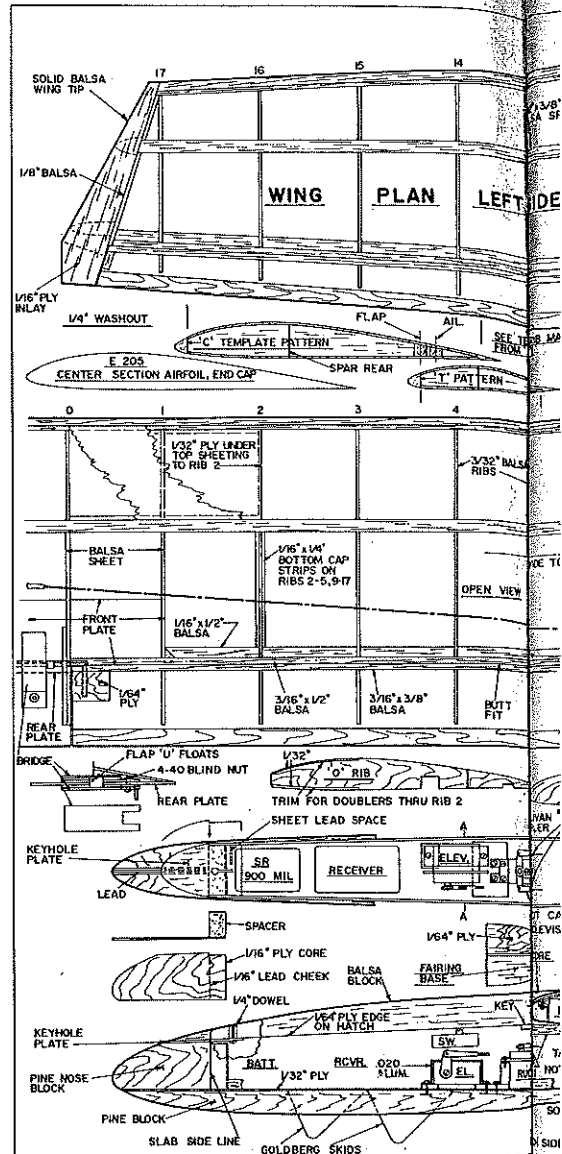 17 16 15 14
SOLID BALSA
WING TIP
1/8" BALSA
WING PLAN LEFT
1/16" PLY
INLAY
1/4" WASHOUT
FLAP
AIL.
'C' TEMPLATE PATTERN
SEE
FROM
SPAR REAR
E 205
CENTER SECTION AIRFOIL, END CAP
'T' PATTERN
0 1 2 3 4
1/32" PLY UNDER
TOP SHEETING
TO RIB 2
3/32" BALSA
RIBS
BALSA
SHEET
1/16" x 1/4"
BOTTOM CAP
STRIPS ON
RIBS 2-5, 9-17
OPEN VIEW
FRONT
PLATE
1/16" x 1/2"
BALSA
1/64"
PLY
3/16" x 1/2"
BALSA
3/16" x 3/8"
BALSA
BUTT
FIT
REAR
PLATE
BRIDGE
FLAP 'U' FLOATS
4-40 BLIND NUT
REAR PLATE
1/32"
'O' RIB
TRIM FOR DOUBLERS THRU RIB 2
SHEET LEAD SPACE
KEYHOLE
PLATE
LEAD
SR
900 MIL
RECEIVER
ELEV.
A
A
SPACER
1/64" PLY
1/16" PLY CORE
1/16" LEAD CHEEK
BALSA
BLOCK
FAIRING
BASE
1/4" DOWEL
1/64 PLY EDGE
ON HATCH
KEY
KEYHOLE
PLATE
SW.
PINE NOSE
BLOCK
BATT.
RCVR.
.020
ALUM.
EL.
1/32" PLY
PINE BLOCK
SLAB SIDE LINE
GOLDBERG SKIDS